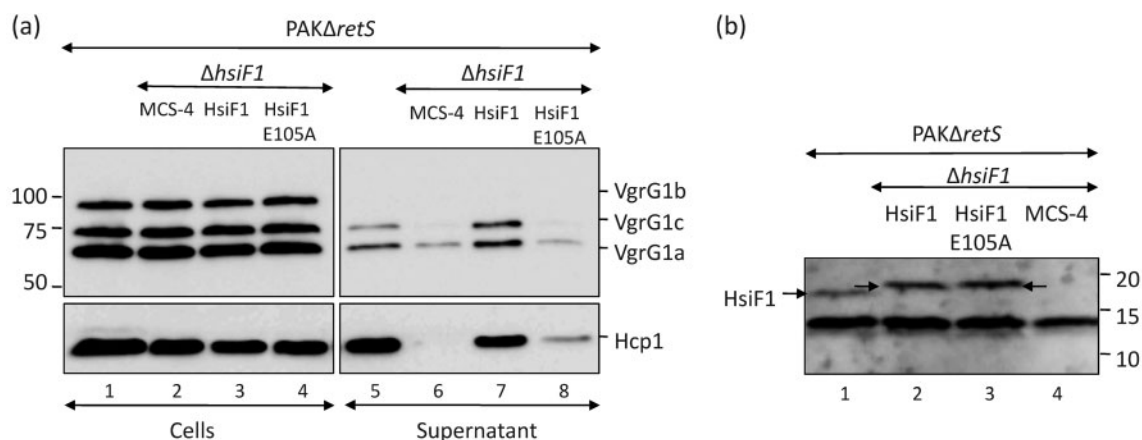 (a)
PAKΔretS
ΔhsiF1
ΔhsiF1
MCS-4 HsiF1 HsiF1 E105A
MCS-4 HsiF1 HsiF1 E105A
100
75
50
VgrG1b
VgrG1c
VgrG1a
Hcp1
1 2 3 4 5 6 7 8
Cells
Supernatant
(b)
PAKΔretS
ΔhsiF1
HsiF1 HsiF1 E105A MCS-4
HsiF1
20
15
10
1 2 3 4